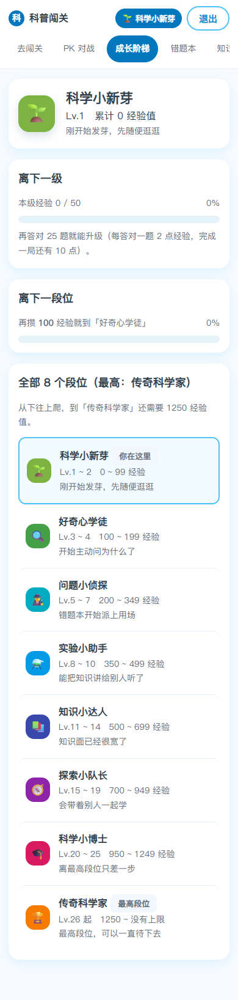 科 科普闯关
科学小新芽
退出
去闯关 PK 对战 成长阶梯 错题本 知
科学小新芽
Lv.1 累计 0 经验值
刚开始发芽，先随便逛逛
离下一级
本级经验 0 / 50 0%
再答对 25 题就能升级（每答对一题 2 点经验，完成
一局还有 10 点）。
离下一段位
再攒 100 经验就到「好奇心学徒」 0%
全部 8 个段位（最高：传奇科学家）
从下往上爬，到「传奇科学家」还需要 1250 经验
值。
科学小新芽 你在这里
Lv.1 ~ 2 0 ~ 99 经验
刚开始发芽，先随便逛逛
好奇心学徒
Lv.3 ~ 4 100 ~ 199 经验
开始主动问为什么了
问题小侦探
Lv.5 ~ 7 200 ~ 349 经验
错题本开始派上用场
实验小助手
Lv.8 ~ 10 350 ~ 499 经验
能把知识讲给别人听了
知识小达人
Lv.11 ~ 14 500 ~ 699 经验
知识面已经很宽了
探索小队长
Lv.15 ~ 19 700 ~ 949 经验
会带着别人一起学
科学小博士
Lv.20 ~ 25 950 ~ 1249 经验
离最高段位只差一步
传奇科学家 最高段位
Lv.26 起 1250 ~ 没有上限
最高段位，可以一直待下去